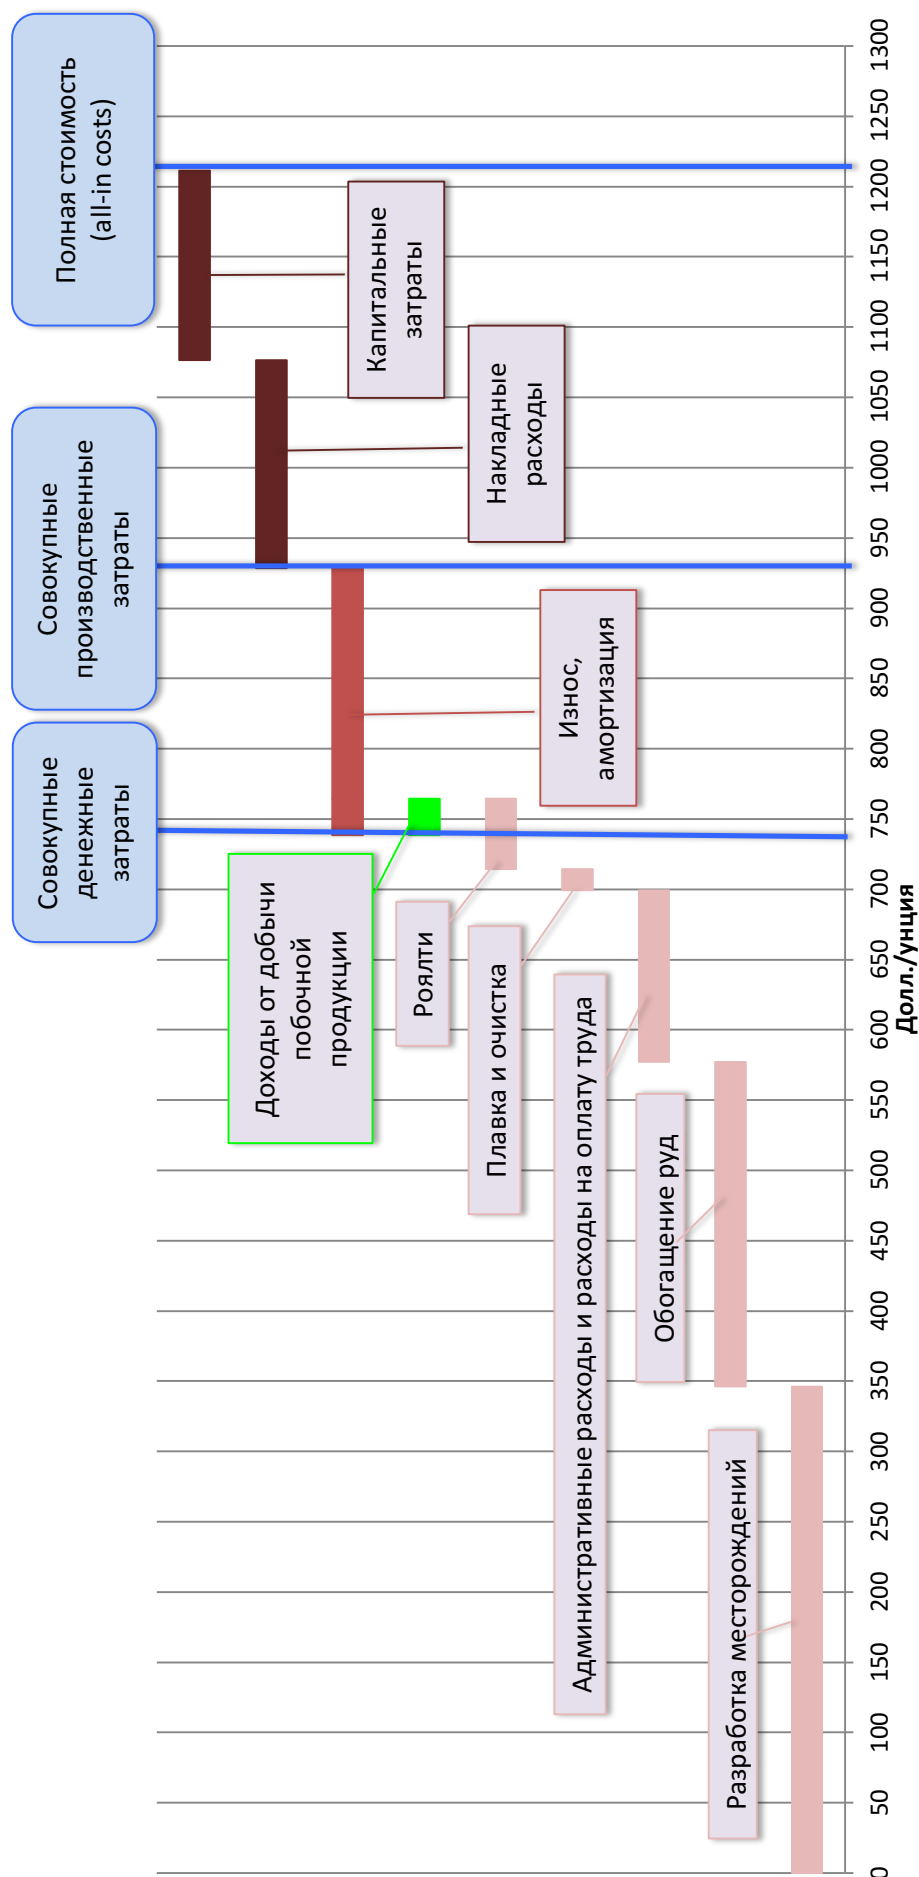 Совокупные
денежные
затраты
Совокупные
производственные
затраты
Полная стоимость
(all-in costs)
Капитальные
затраты
Накладные
расходы
Износ,
амортизация
Доходы от добычи
побочной
продукции
Роялти
Плавка и очистка
Административные расходы и расходы на оплату труда
Обогащение руд
Разработка месторождений
0 50 100 150 200 250 300 350 400 450 500 550 600 650 700 750 800 850 900 950 1000 1050 1100 1150 1200 1250 1300
Долл./унция